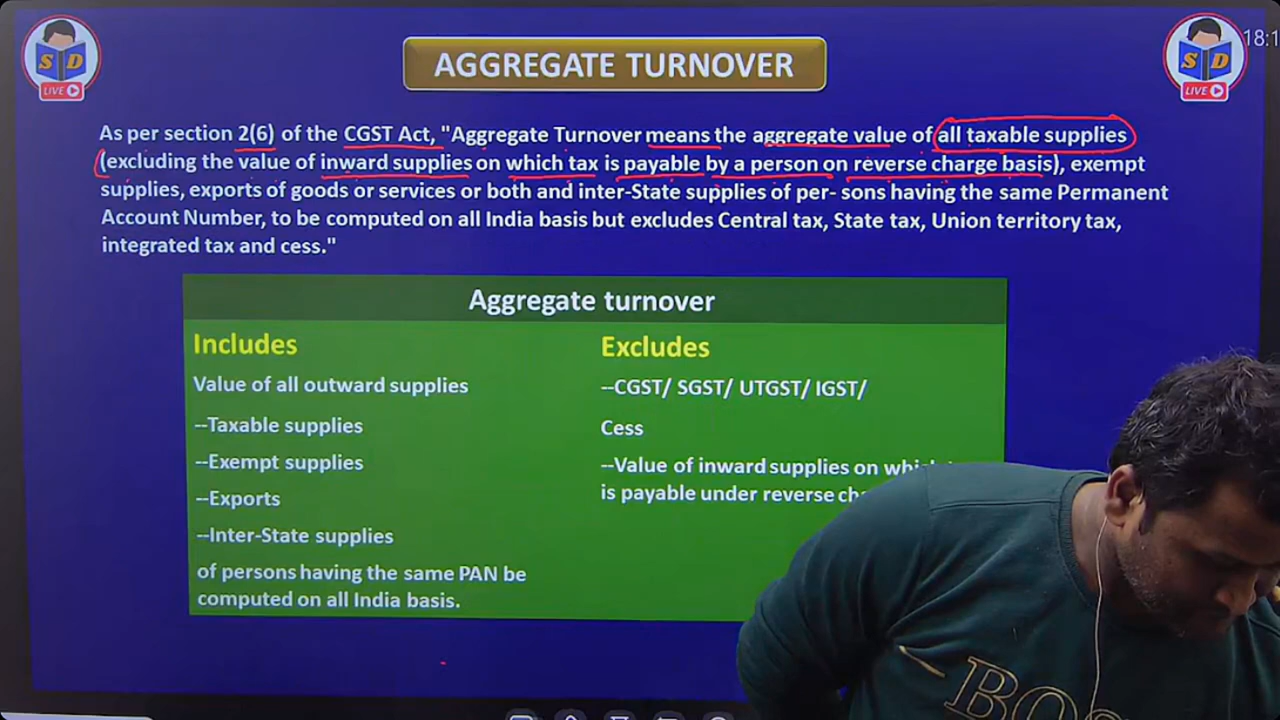 S D
LIVE
AGGREGATE TURNOVER
S D
LIVE
18:1
As per section 2(6) of the CGST Act, "Aggregate Turnover means the aggregate value of all taxable supplies
(excluding the value of inward supplies on which tax is payable by a person on reverse charge basis), exempt
supplies, exports of goods or services or both and inter-State supplies of per- sons having the same Permanent
Account Number, to be computed on all India basis but excludes Central tax, State tax, Union territory tax,
integrated tax and cess."
Aggregate turnover
Includes
Excludes
Value of all outward supplies
--CGST/ SGST/ UTGST/ IGST/
--Taxable supplies
Cess
--Exempt supplies
--Value of inward supplies on
--Exports
is payable under reverse
--Inter-State supplies
of persons having the same PAN be
computed on all India basis.